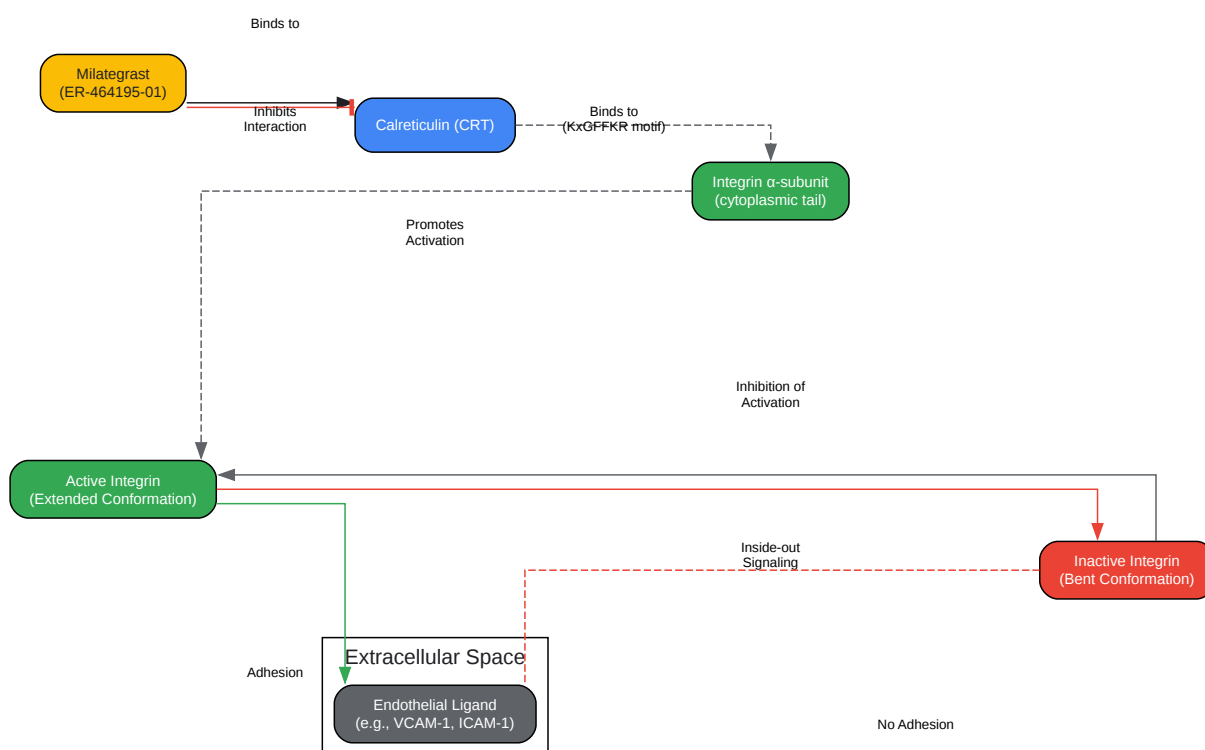 Binds to
Milategrast
(ER-464195-01)
Inhibits
Interaction
Calreticulin (CRT)
Binds to
(KxGFFKR motif)
Integrin α-subunit
(cytoplasmic tail)
Promotes
Activation
Inhibition of
Activation
Active Integrin
(Extended Conformation)
Inside-out
Signaling
Inactive Integrin
(Bent Conformation)
Extracellular Space
Adhesion
Endothelial Ligand
(e.g., VCAM-1, ICAM-1)
No Adhesion